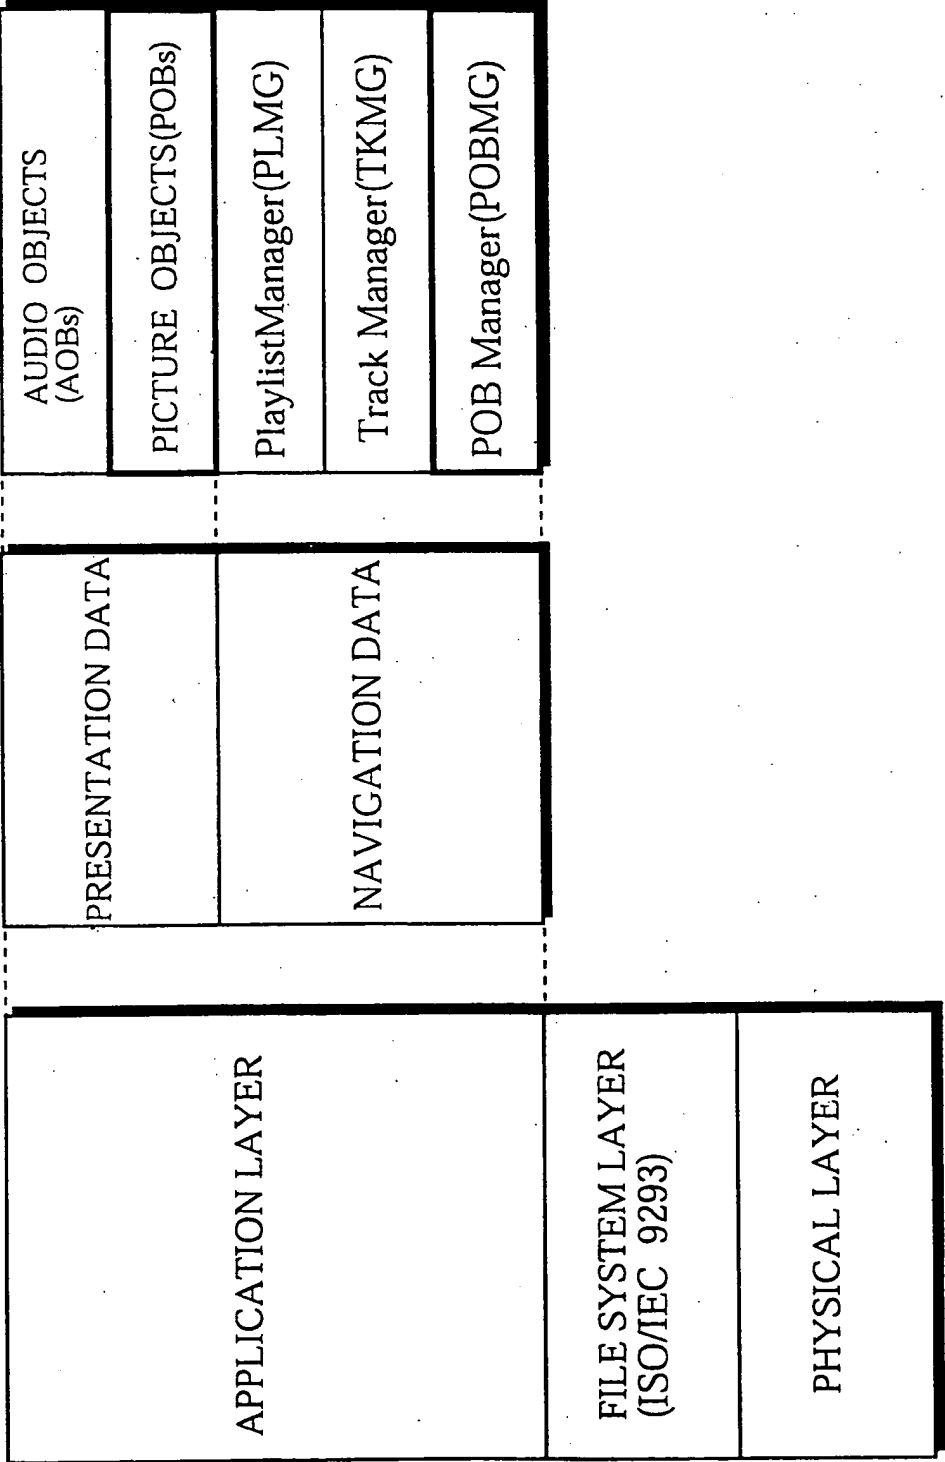 APPLICATION LAYER
FILE SYSTEM LAYER
(ISO/IEC 9293)
PHYSICAL LAYER
PRESENTATION DATA
NAVIGATION DATA
AUDIO OBJECTS
(AOBs)
PICTURE OBJECTS(POBs)
PlaylistManager(PLMG)
Track Manager(TKMG)
POB Manager(POBMG)